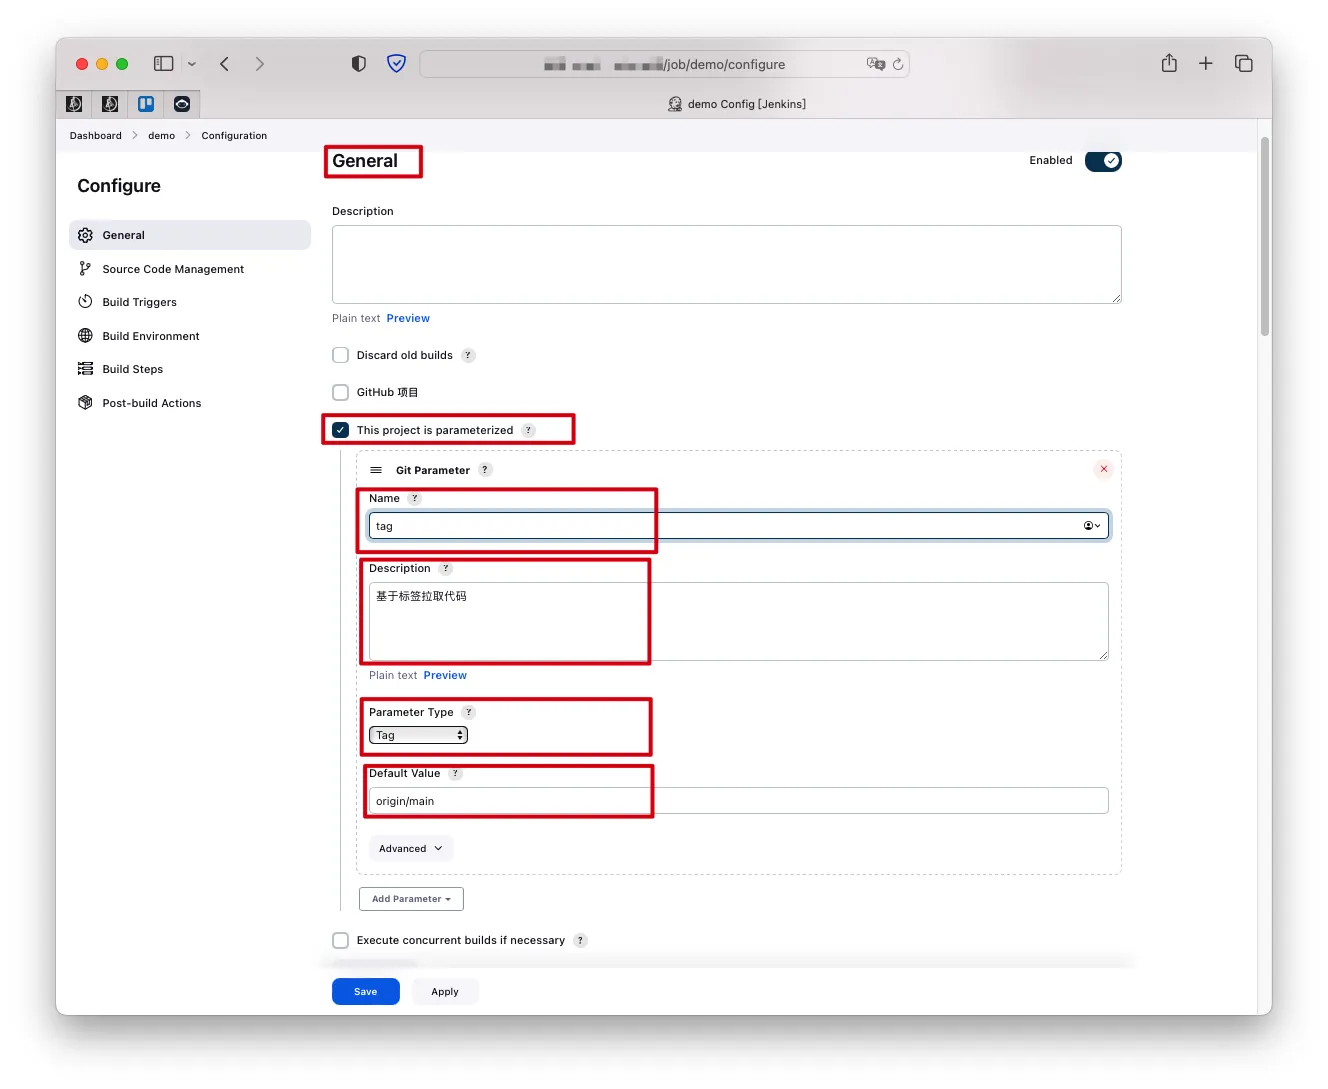 /job/demo/configure
demo Config [Jenkins]
Dashboard > demo > Configuration
Configure
General
Source Code Management
Build Triggers
Build Environment
Build Steps
Post-build Actions
General
Enabled
Description
Plain text Preview
Discard old builds ?
GitHub 项目
This project is parameterized ?
Git Parameter ?
Name ?
tag
Description ?
基于标签拉取代码
Plain text Preview
Parameter Type ?
Tag
Default Value ?
origin/main
Advanced
Add Parameter
Execute concurrent builds if necessary ?
Save
Apply